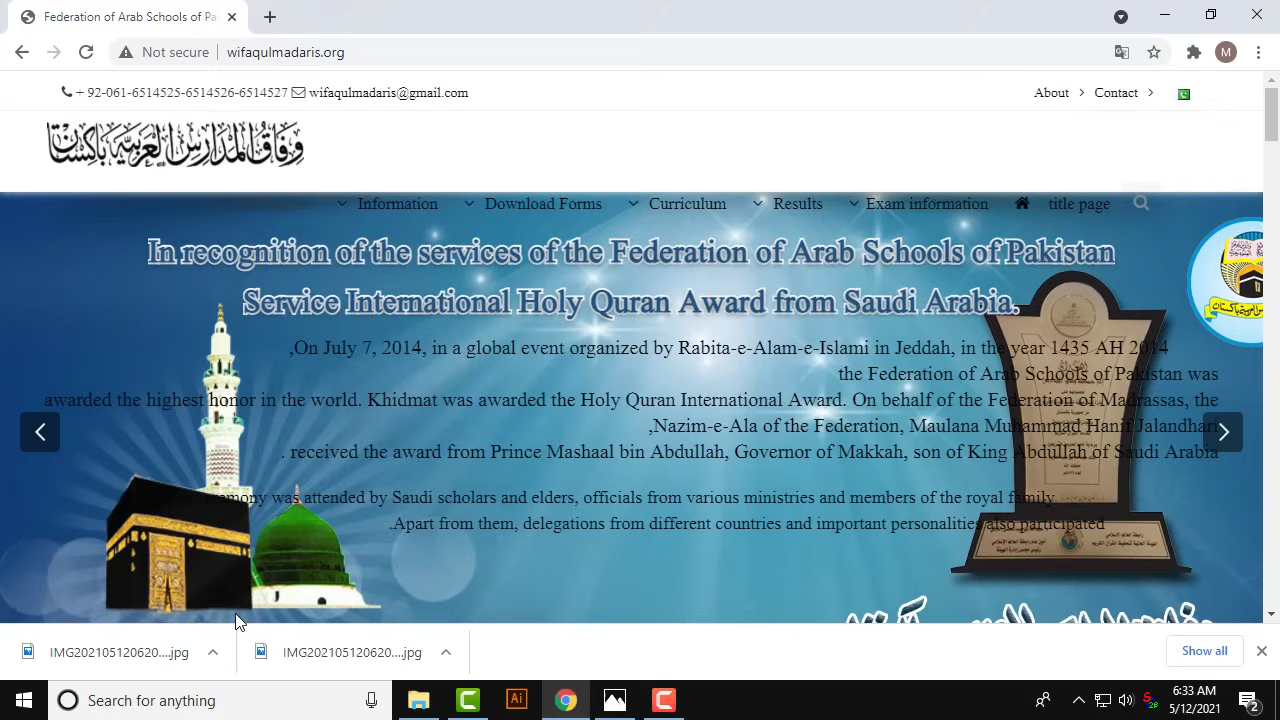 Federation of Arab Schools of Pa
Not secure
wifaqulmadaris.org
M
+ 92-061-6514525-6514526-6514527
wifaqulmadaris@gmail.com
About
Contact
وفاق المدارس العربیہ پاکستان
Information
Download Forms
Curriculum
Results
Exam information
title page
In recognition of the services of the Federation of Arab Schools of Pakistan
Service International Holy Quran Award from Saudi Arabia.
,On July 7, 2014, in a global event organized by Rabita-e-Alam-e-Islami in Jeddah, in the year 1435 AH 2014
the Federation of Arab Schools of Pakistan was
awarded the highest honor in the world. Khidmat was awarded the Holy Quran International Award. On behalf of the Federation of Madrassas, the
,Nazim-e-Ala of the Federation, Maulana Muhammad Hanif Jalandhari
. received the award from Prince Mashaal bin Abdullah, Governor of Makkah, son of King Abdullah of Saudi Arabia
was attended by Saudi scholars and elders, officials from various ministries and members of the royal family
.Apart from them, delegations from different countries and important personalities also participated
IMG202105120620....jpg
IMG202105120620....jpg
Show all
Search for anything
Ai
6:33 AM
5/12/2021
2